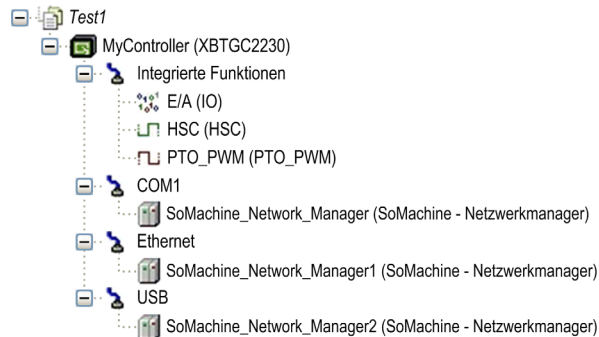 Test1
MyController (XBTGC2230)
Integrierte Funktionen
E/A (IO)
HSC (HSC)
PTO_PWM (PTO_PWM)
COM1
SoMachine_Network_Manager (SoMachine - Netzwerkmanager)
Ethernet
SoMachine_Network_Manager1 (SoMachine - Netzwerkmanager)
USB
SoMachine_Network_Manager2 (SoMachine - Netzwerkmanager)